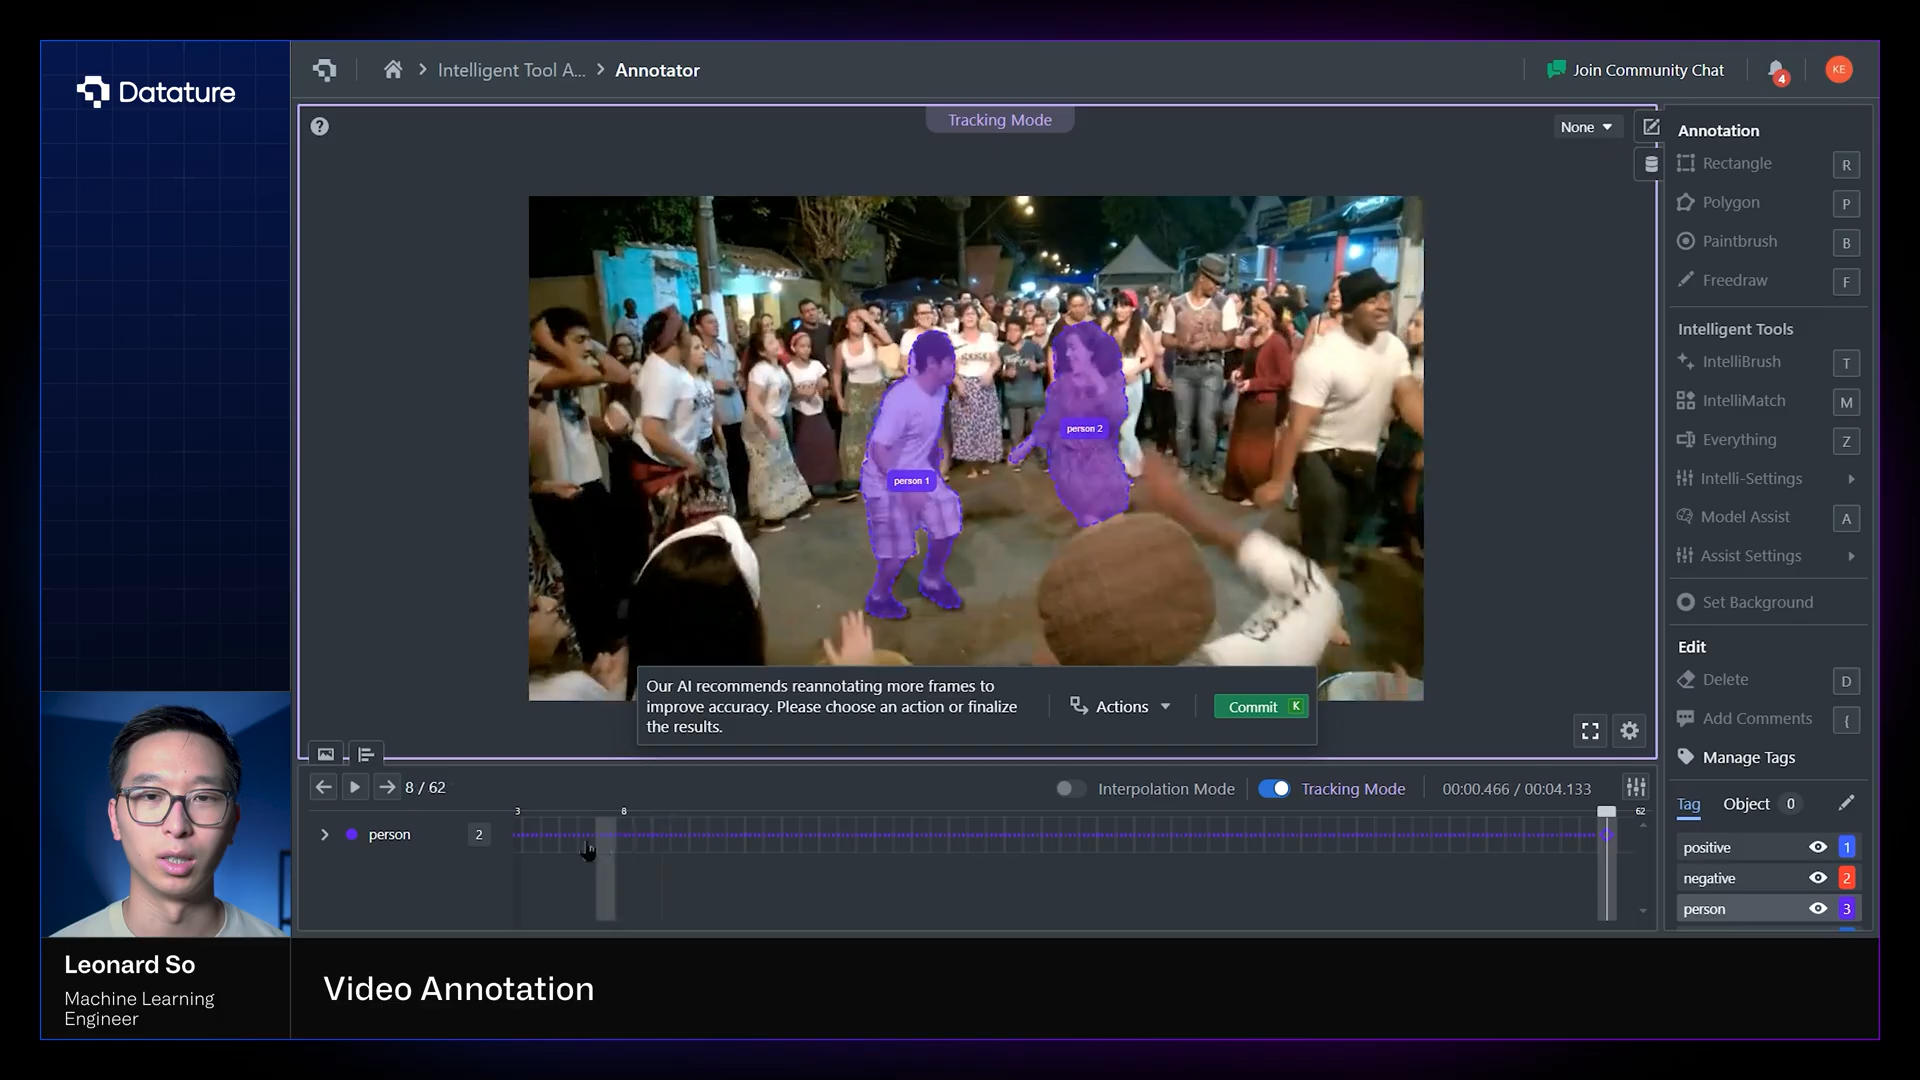 Datature
Intelligent Tool A...
Annotator
Join Community Chat
4
KE
Tracking Mode
None
Annotation
Rectangle R
Polygon P
Paintbrush B
Freedraw F
Intelligent Tools
IntelliBrush T
IntelliMatch M
Everything Z
Intelli-Settings
Model Assist A
Assist Settings
Set Background
Edit
Delete D
Add Comments {
Manage Tags
Tag Object 0
positive 1
negative 2
person 3
person 1
person 2
Our AI recommends reannotating more frames to
improve accuracy. Please choose an action or finalize
the results.
Actions
Commit K
8 / 62
Interpolation Mode
Tracking Mode
00:00.466 / 00:04.133
3
8
62
person 2
Leonard So
Machine Learning
Engineer
Video Annotation